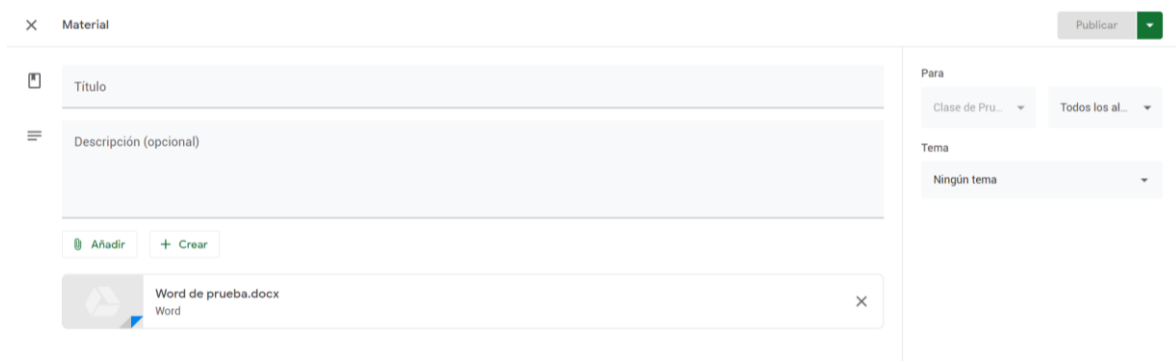 Material
Publicar
Título
Descripción (opcional)
Añadir
Crear
Word de prueba.docx
Word
Para
Clase de Pru...
Todos los al...
Tema
Ningún tema